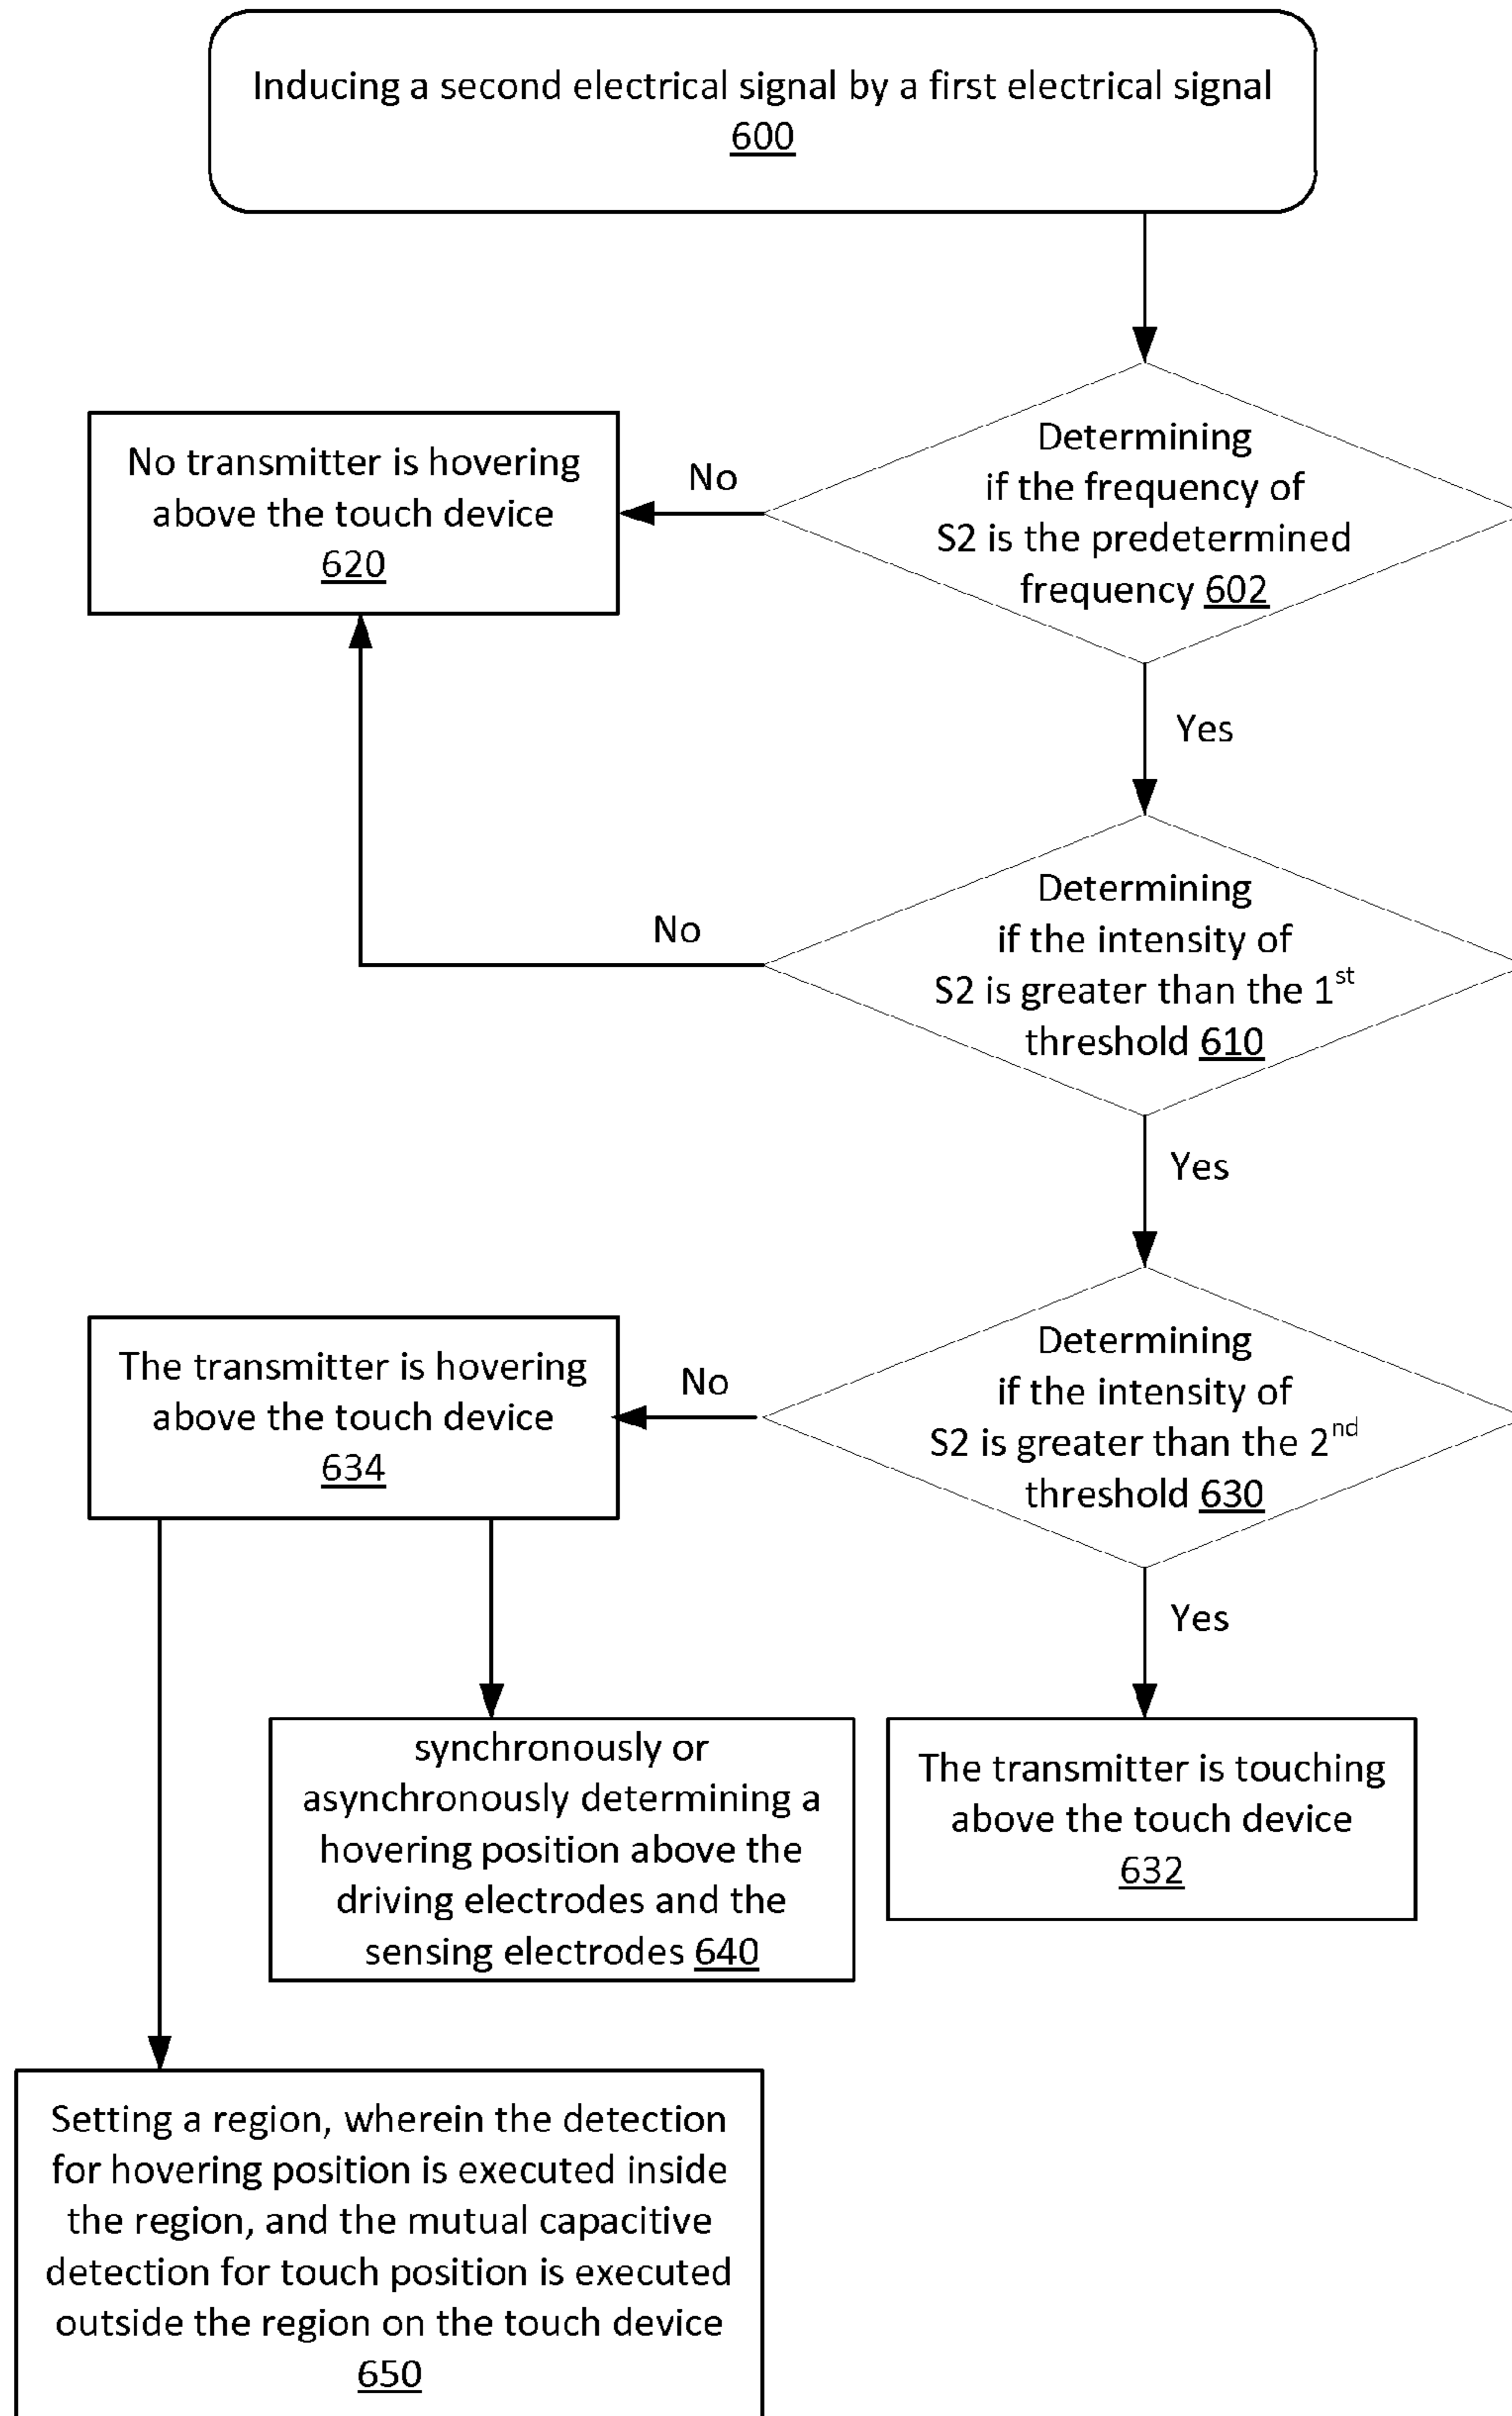 Inducing a second electrical signal by a first electrical signal
600
Determining
if the frequency of
S2 is the predetermined
frequency 602
No
No transmitter is hovering
above the touch device
620
Yes
Determining
if the intensity of
S2 is greater than the 1st
threshold 610
No
Yes
Determining
if the intensity of
S2 is greater than the 2nd
threshold 630
No
The transmitter is hovering
above the touch device
634
Yes
synchronously or
asynchronously determining a
hovering position above the
driving electrodes and the
sensing electrodes 640
The transmitter is touching
above the touch device
632
Setting a region, wherein the detection
for hovering position is executed inside
the region, and the mutual capacitive
detection for touch position is executed
outside the region on the touch device
650